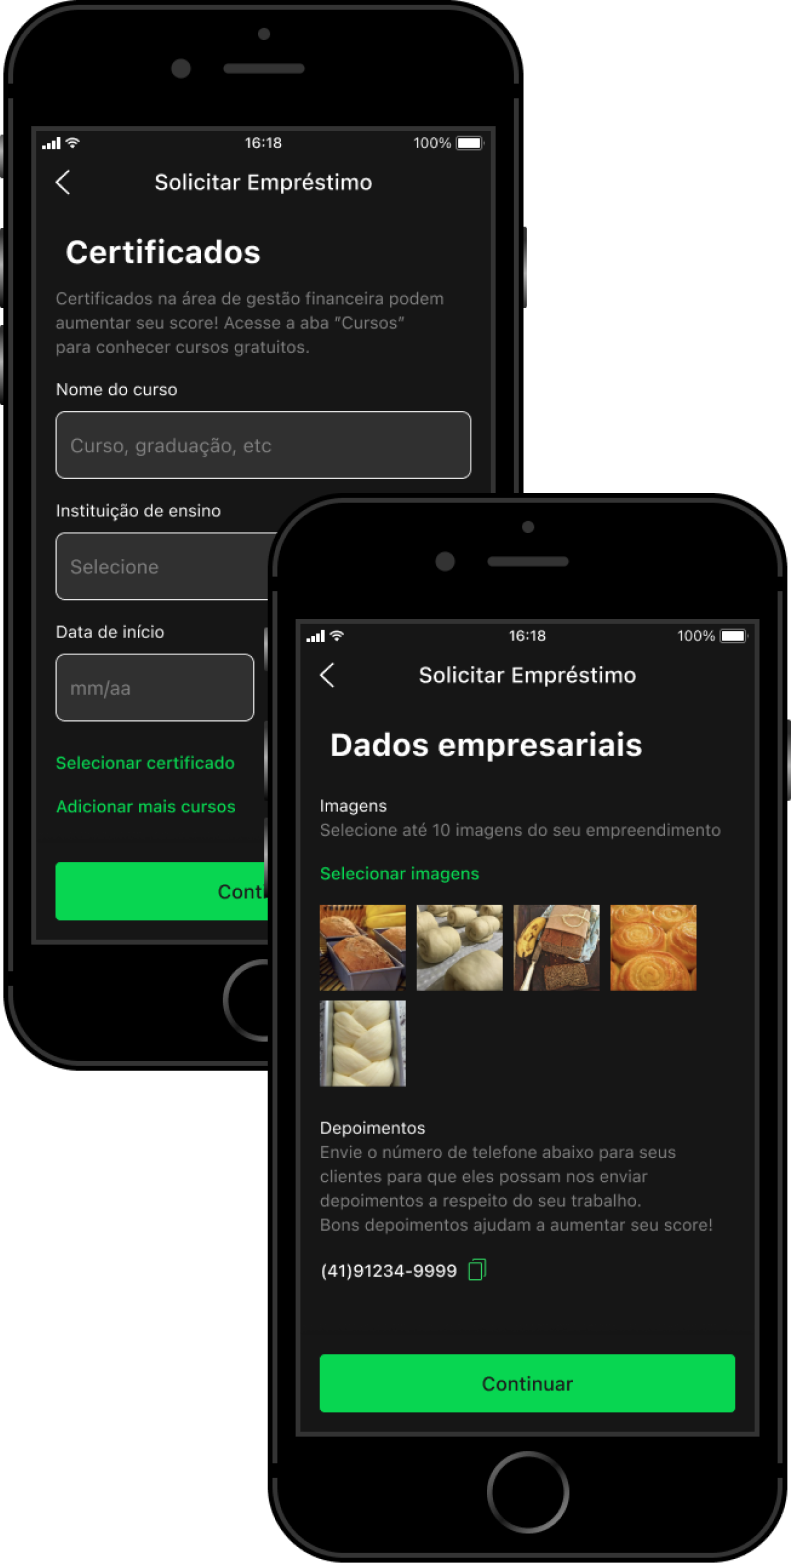 16:18
100%
Solicitar Empréstimo
Certificados
Certificados na área de gestão financeira podem
aumentar seu score! Acesse a aba "Cursos"
para conhecer cursos gratuitos.
Nome do curso
Curso, graduação, etc
Instituição de ensino
Selecione
Data de início
mm/aa
Selecionar certificado
Adicionar mais cursos
Conti
16:18
100%
Solicitar Empréstimo
Dados empresariais
Imagens
Selecione até 10 imagens do seu empreendimento
Selecionar imagens
Depoimentos
Envie o número de telefone abaixo para seus
clientes para que eles possam nos enviar
depoimentos a respeito do seu trabalho.
Bons depoimentos ajudam a aumentar seu score!
(41)91234-9999
Continuar